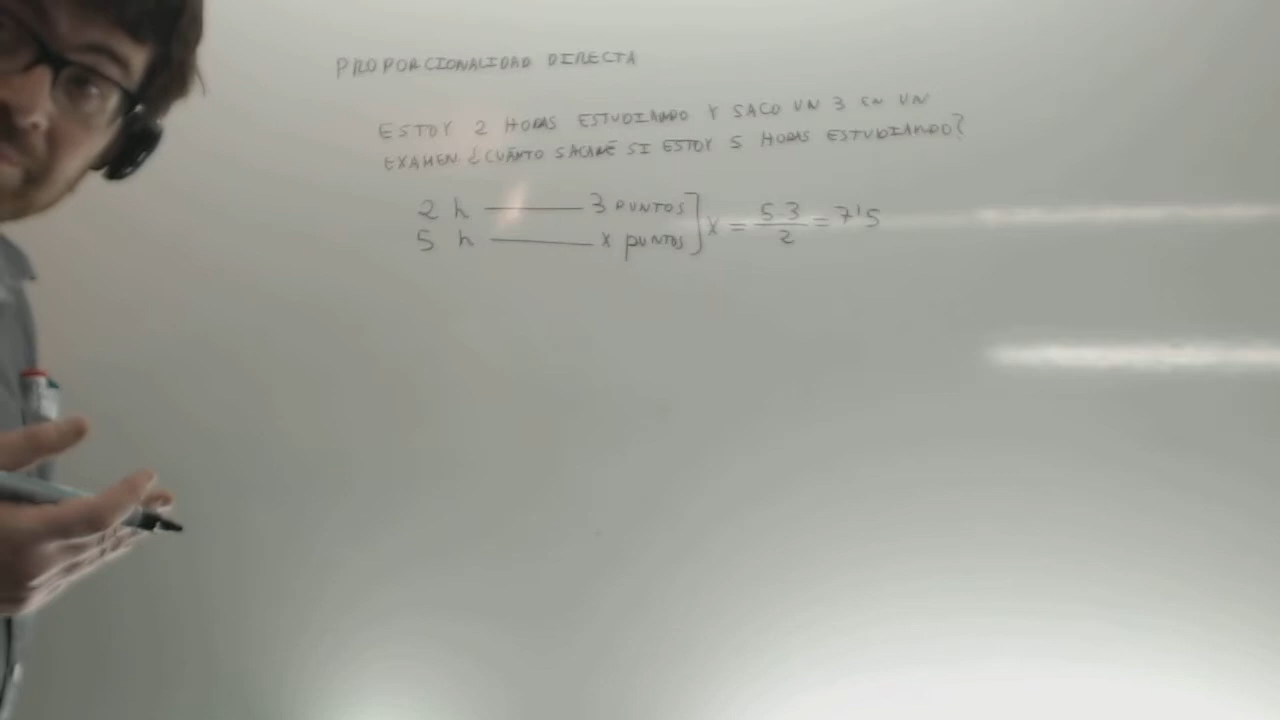 PROPORCIONALIDAD DIRECTA
ESTOY 2 HORAS ESTUDIANDO Y SACO UN 3 EN UN
EXAMEN ¿CUÁNTO SACARÉ SI ESTOY 5 HORAS ESTUDIANDO?
2 h ——— 3 PUNTOS] x = 5·3/2 = 7'5
5 h ——— x PUNTOS]